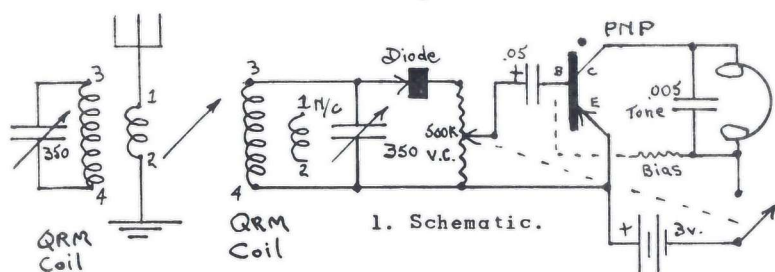 PNP
Diode
.05
+
B
C
E
3
1
2
4
350
QRM
Coil
3
1 N/C
2
4
350
500K
V.C.
QRM
Coil
.005
Tone
Bias
+
3v.
1. Schematic.